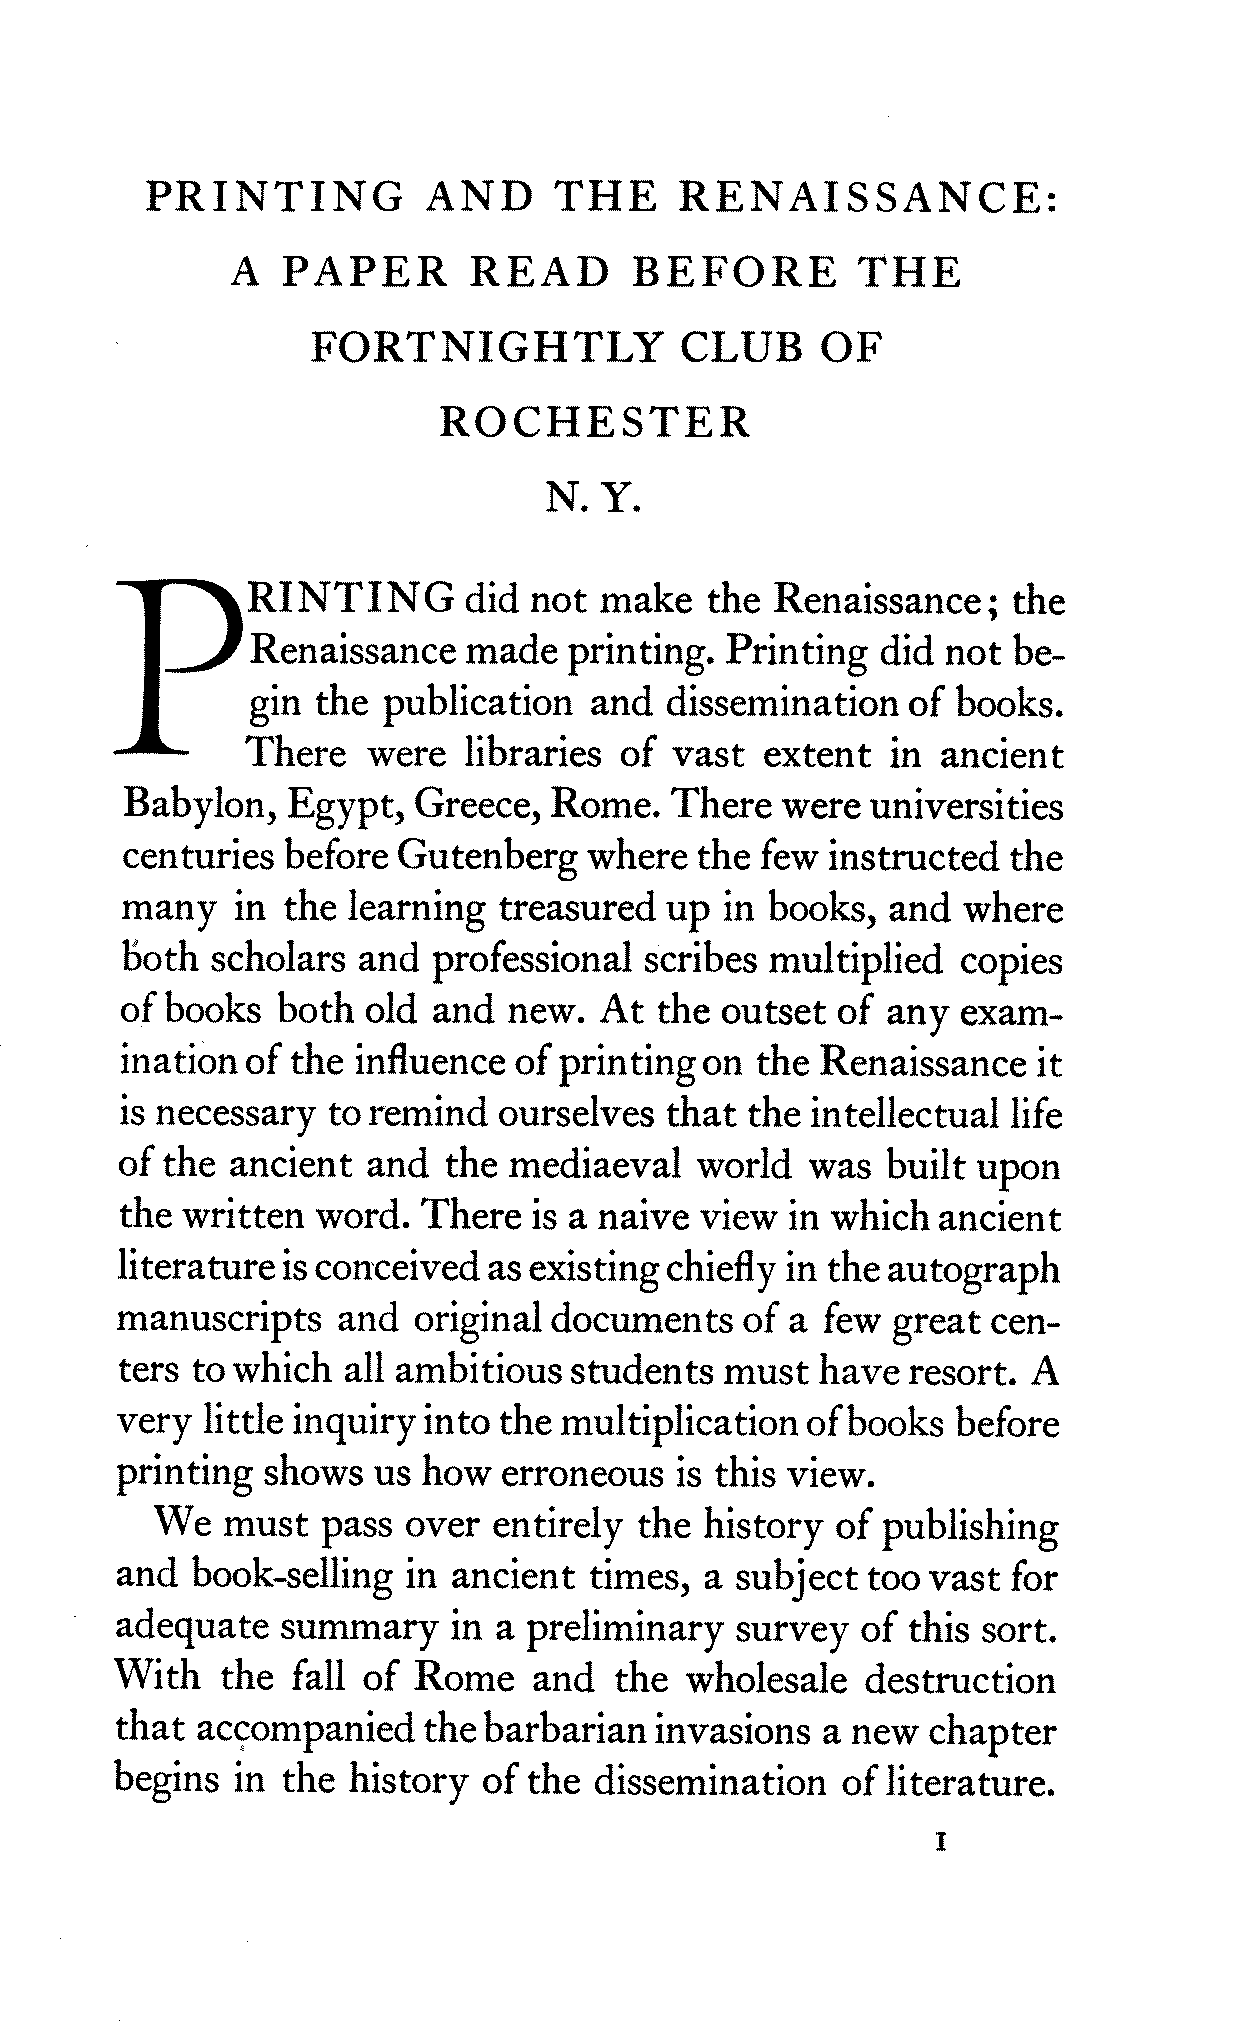 PRINTING AND THE RENAISSANCE:
A PAPER READ BEFORE THE
FORTNIGHTLY CLUB OF
ROCHESTER
N. Y.
PRINTING did not make the Renaissance; the
Renaissance made printing. Printing did not be-
gin the publication and dissemination of books.
There were libraries of vast extent in ancient
Babylon, Egypt, Greece, Rome. There were universities
centuries before Gutenberg where the few instructed the
many in the learning treasured up in books, and where
both scholars and professional scribes multiplied copies
of books both old and new. At the outset of any exam-
ination of the influence of printing on the Renaissance it
is necessary to remind ourselves that the intellectual life
of the ancient and the mediaeval world was built upon
the written word. There is a naive view in which ancient
literature is conceived as existing chiefly in the autograph
manuscripts and original documents of a few great cen-
ters to which all ambitious students must have resort. A
very little inquiry into the multiplication of books before
printing shows us how erroneous is this view.
We must pass over entirely the history of publishing
and book-selling in ancient times, a subject too vast for
adequate summary in a preliminary survey of this sort.
With the fall of Rome and the wholesale destruction
that accompanied the barbarian invasions a new chapter
begins in the history of the dissemination of literature.
1